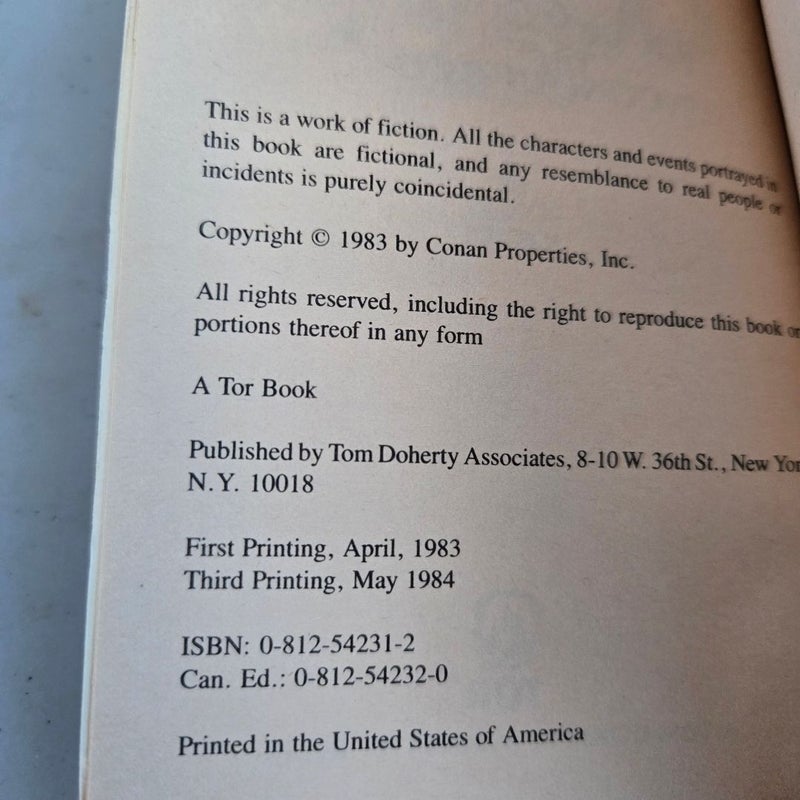 This is a work of fiction. All the characters and events portrayed in
this book are fictional, and any resemblance to real people or
incidents is purely coincidental.
Copyright © 1983 by Conan Properties, Inc.
All rights reserved, including the right to reproduce this book or
portions thereof in any form
A Tor Book
Published by Tom Doherty Associates, 8-10 W. 36th St., New Yor
N.Y. 10018
First Printing, April, 1983
Third Printing, May 1984
ISBN: 0-812-54231-2
Can. Ed.: 0-812-54232-0
Printed in the United States of America